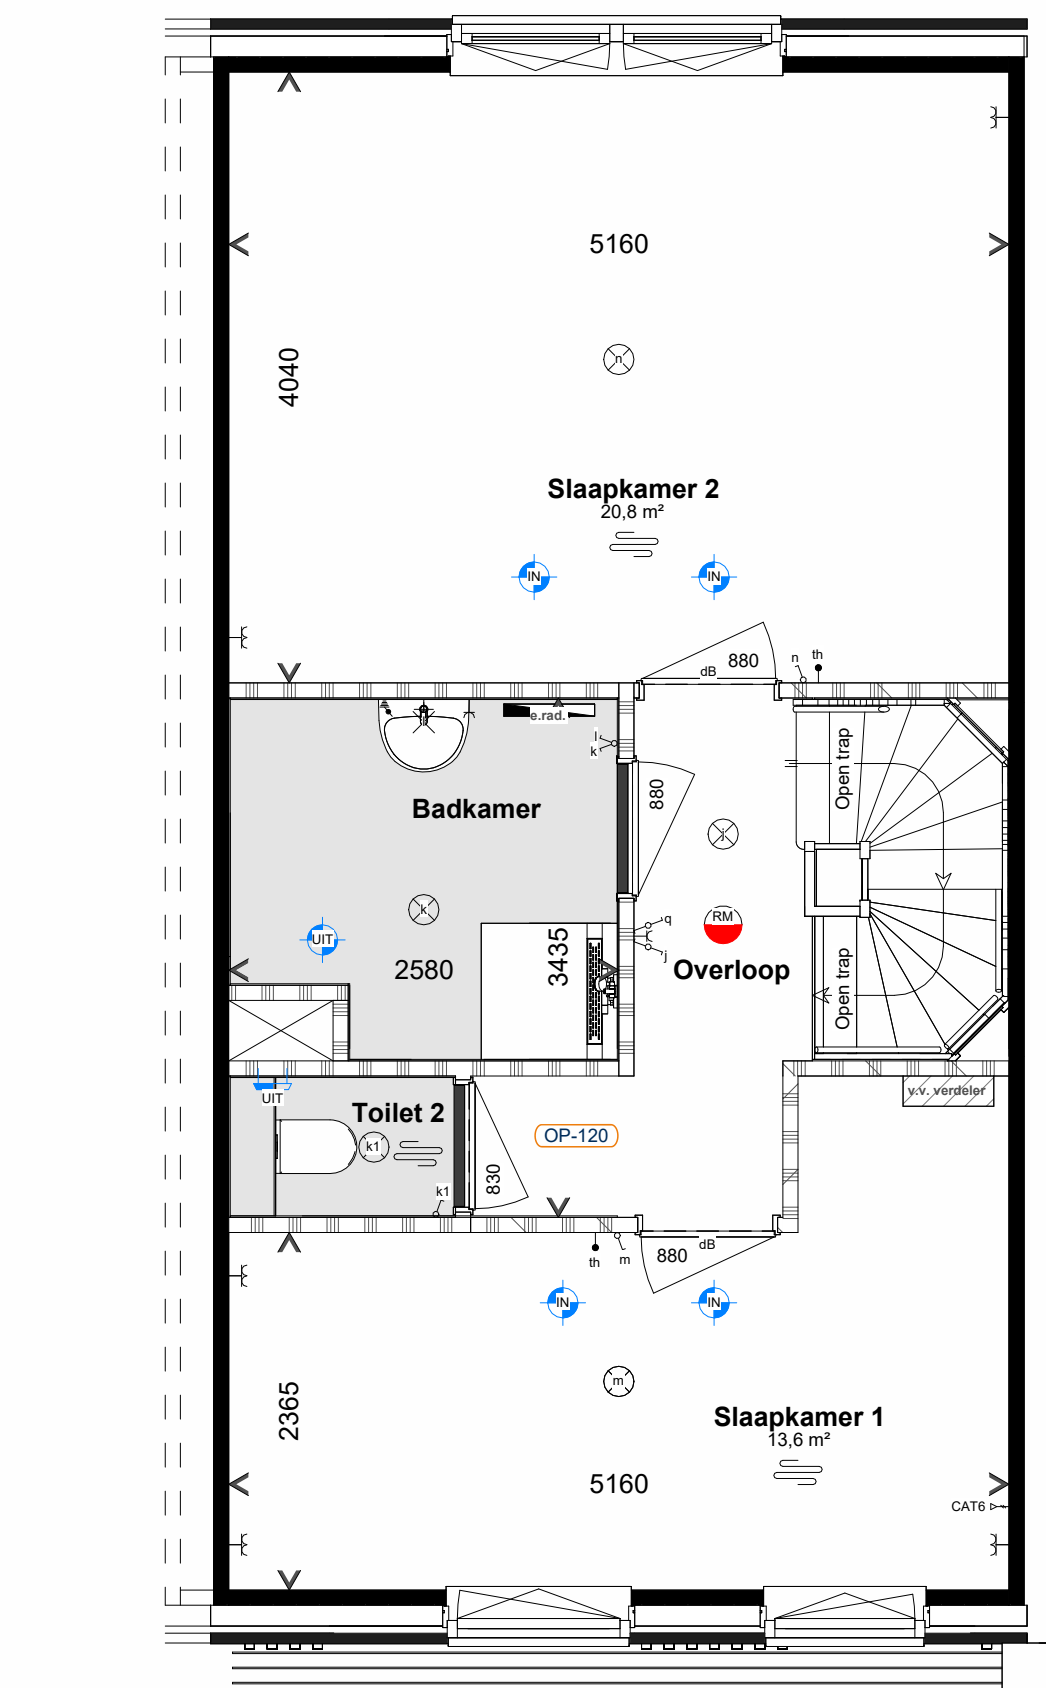 5160
4040
n
Slaapkamer 2
20,8 m²
IN
IN
880
dB
n
th
e.rad.
l
k
Badkamer
880
Open trap
j
k
UIT
2580
3435
q
RM
j
Overloop
Open trap
v.v. verdeler
UIT
Toilet 2
k1
k1
830
OP-120
th
m
880
dB
IN
IN
m
2365
Slaapkamer 1
13,6 m²
5160
CAT6